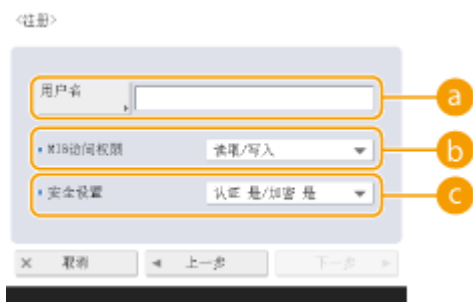 <注册>
用户名
a
MIB访问权限
读取/写入
b
安全设置
认证 是/加密 是
c
取消
上一步
下一步